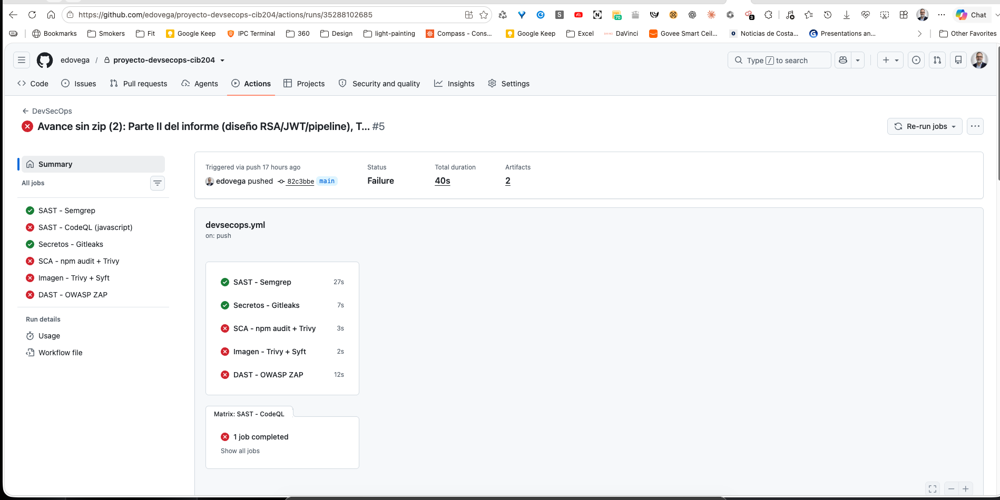 https://github.com/edovega/proyecto-devsecops-cib204/actions/runs/35288102685
S
N
70
3
Chat
Bookmarks
Smokers
Fit
Google Keep
IPC Terminal
360
Design
light-painting
Compass - Cons...
Google Keep
Excel
DaVinci
Govee Smart Ceil...
Noticias de Costa...
Presentations an...
Other Favorites
edovega / proyecto-devsecops-cib204
Type / to search
Code
Issues
Pull requests
Agents
Actions
Projects
Security and quality
Insights
Settings
DevSecOps
Avance sin zip (2): Parte II del informe (diseño RSA/JWT/pipeline), T... #5
Re-run jobs
Summary
All jobs
SAST - Semgrep
SAST - CodeQL (javascript)
Secretos - Gitleaks
SCA - npm audit + Trivy
Imagen - Trivy + Syft
DAST - OWASP ZAP
Run details
Usage
Workflow file
Triggered via push 17 hours ago
edovega pushed 82c3bbe main
Status
Failure
Total duration
40s
Artifacts
2
devsecops.yml
on: push
SAST - Semgrep 27s
Secretos - Gitleaks 7s
SCA - npm audit + Trivy 3s
Imagen - Trivy + Syft 2s
DAST - OWASP ZAP 12s
Matrix: SAST - CodeQL
1 job completed
Show all jobs